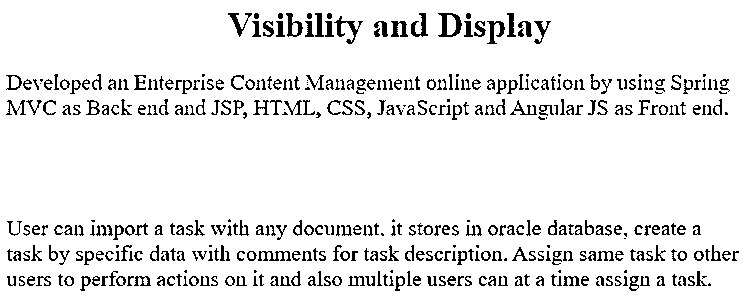 Visibility and Display
Developed an Enterprise Content Management online application by using Spring
MVC as Back end and JSP, HTML, CSS, JavaScript and Angular JS as Front end.
User can import a task with any document. it stores in oracle database, create a
task by specific data with comments for task description. Assign same task to other
users to perform actions on it and also multiple users can at a time assign a task.